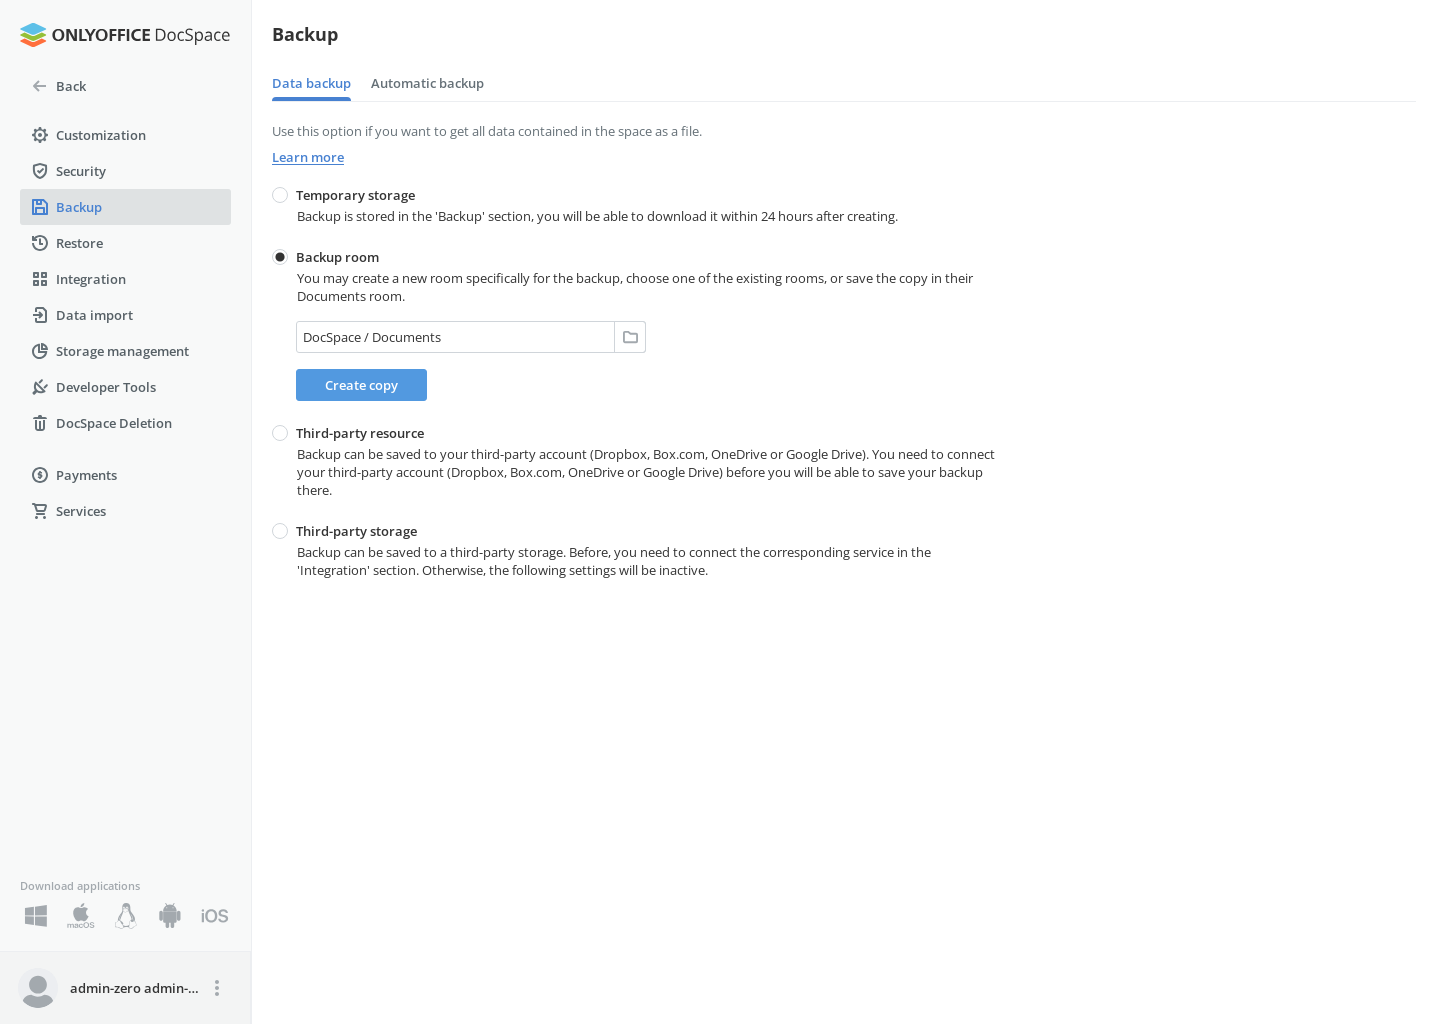 ONLYOFFICE DocSpace
Back
Customization
Security
Backup
Restore
Integration
Data import
Storage management
Developer Tools
DocSpace Deletion
Payments
Services
Download applications
macOS
iOS
admin-zero admin-...
Backup
Data backup
Automatic backup
Use this option if you want to get all data contained in the space as a file.
Learn more
Temporary storage
Backup is stored in the 'Backup' section, you will be able to download it within 24 hours after creating.
Backup room
You may create a new room specifically for the backup, choose one of the existing rooms, or save the copy in their
Documents room.
DocSpace / Documents
Create copy
Third-party resource
Backup can be saved to your third-party account (Dropbox, Box.com, OneDrive or Google Drive). You need to connect
your third-party account (Dropbox, Box.com, OneDrive or Google Drive) before you will be able to save your backup
there.
Third-party storage
Backup can be saved to a third-party storage. Before, you need to connect the corresponding service in the
'Integration' section. Otherwise, the following settings will be inactive.